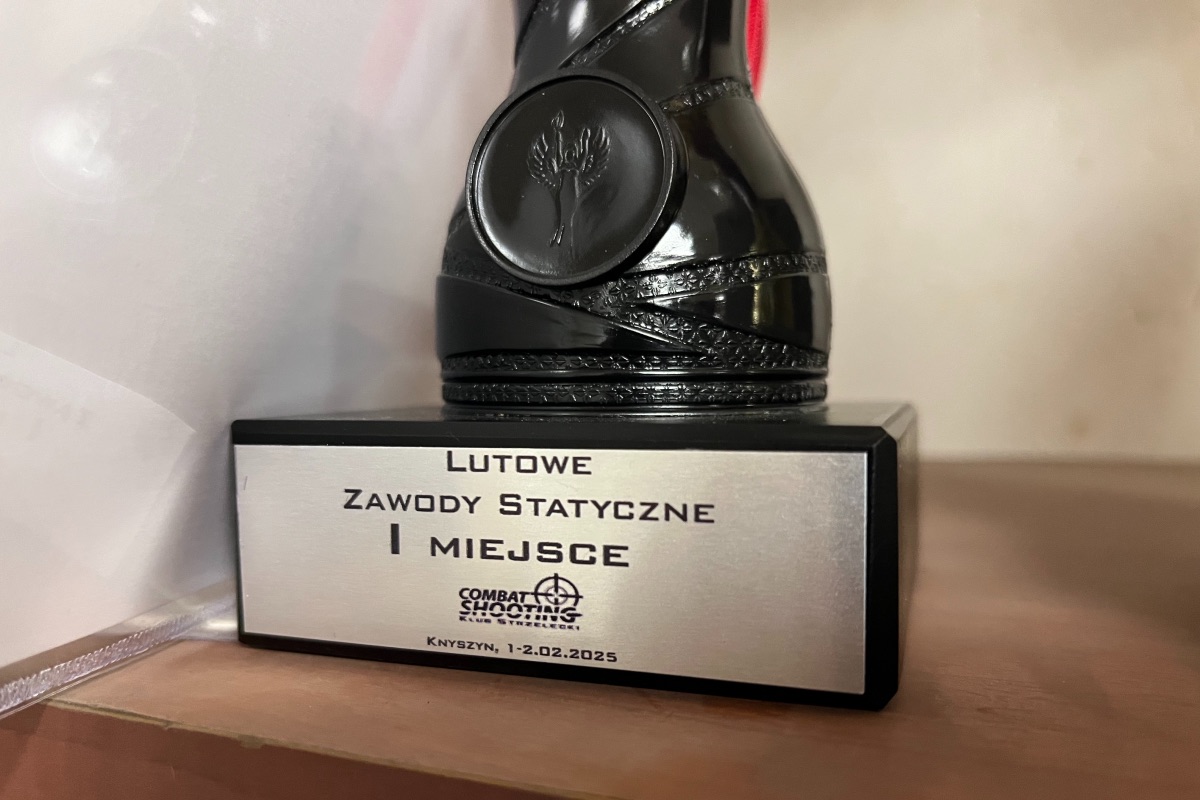 LUTOWE
ZAWODY STATYCZNE
I MIEJSCE
COMBAT
SHOOTING
KLUB STRZELECKI
KNYSZYN, 1-2.02.2025